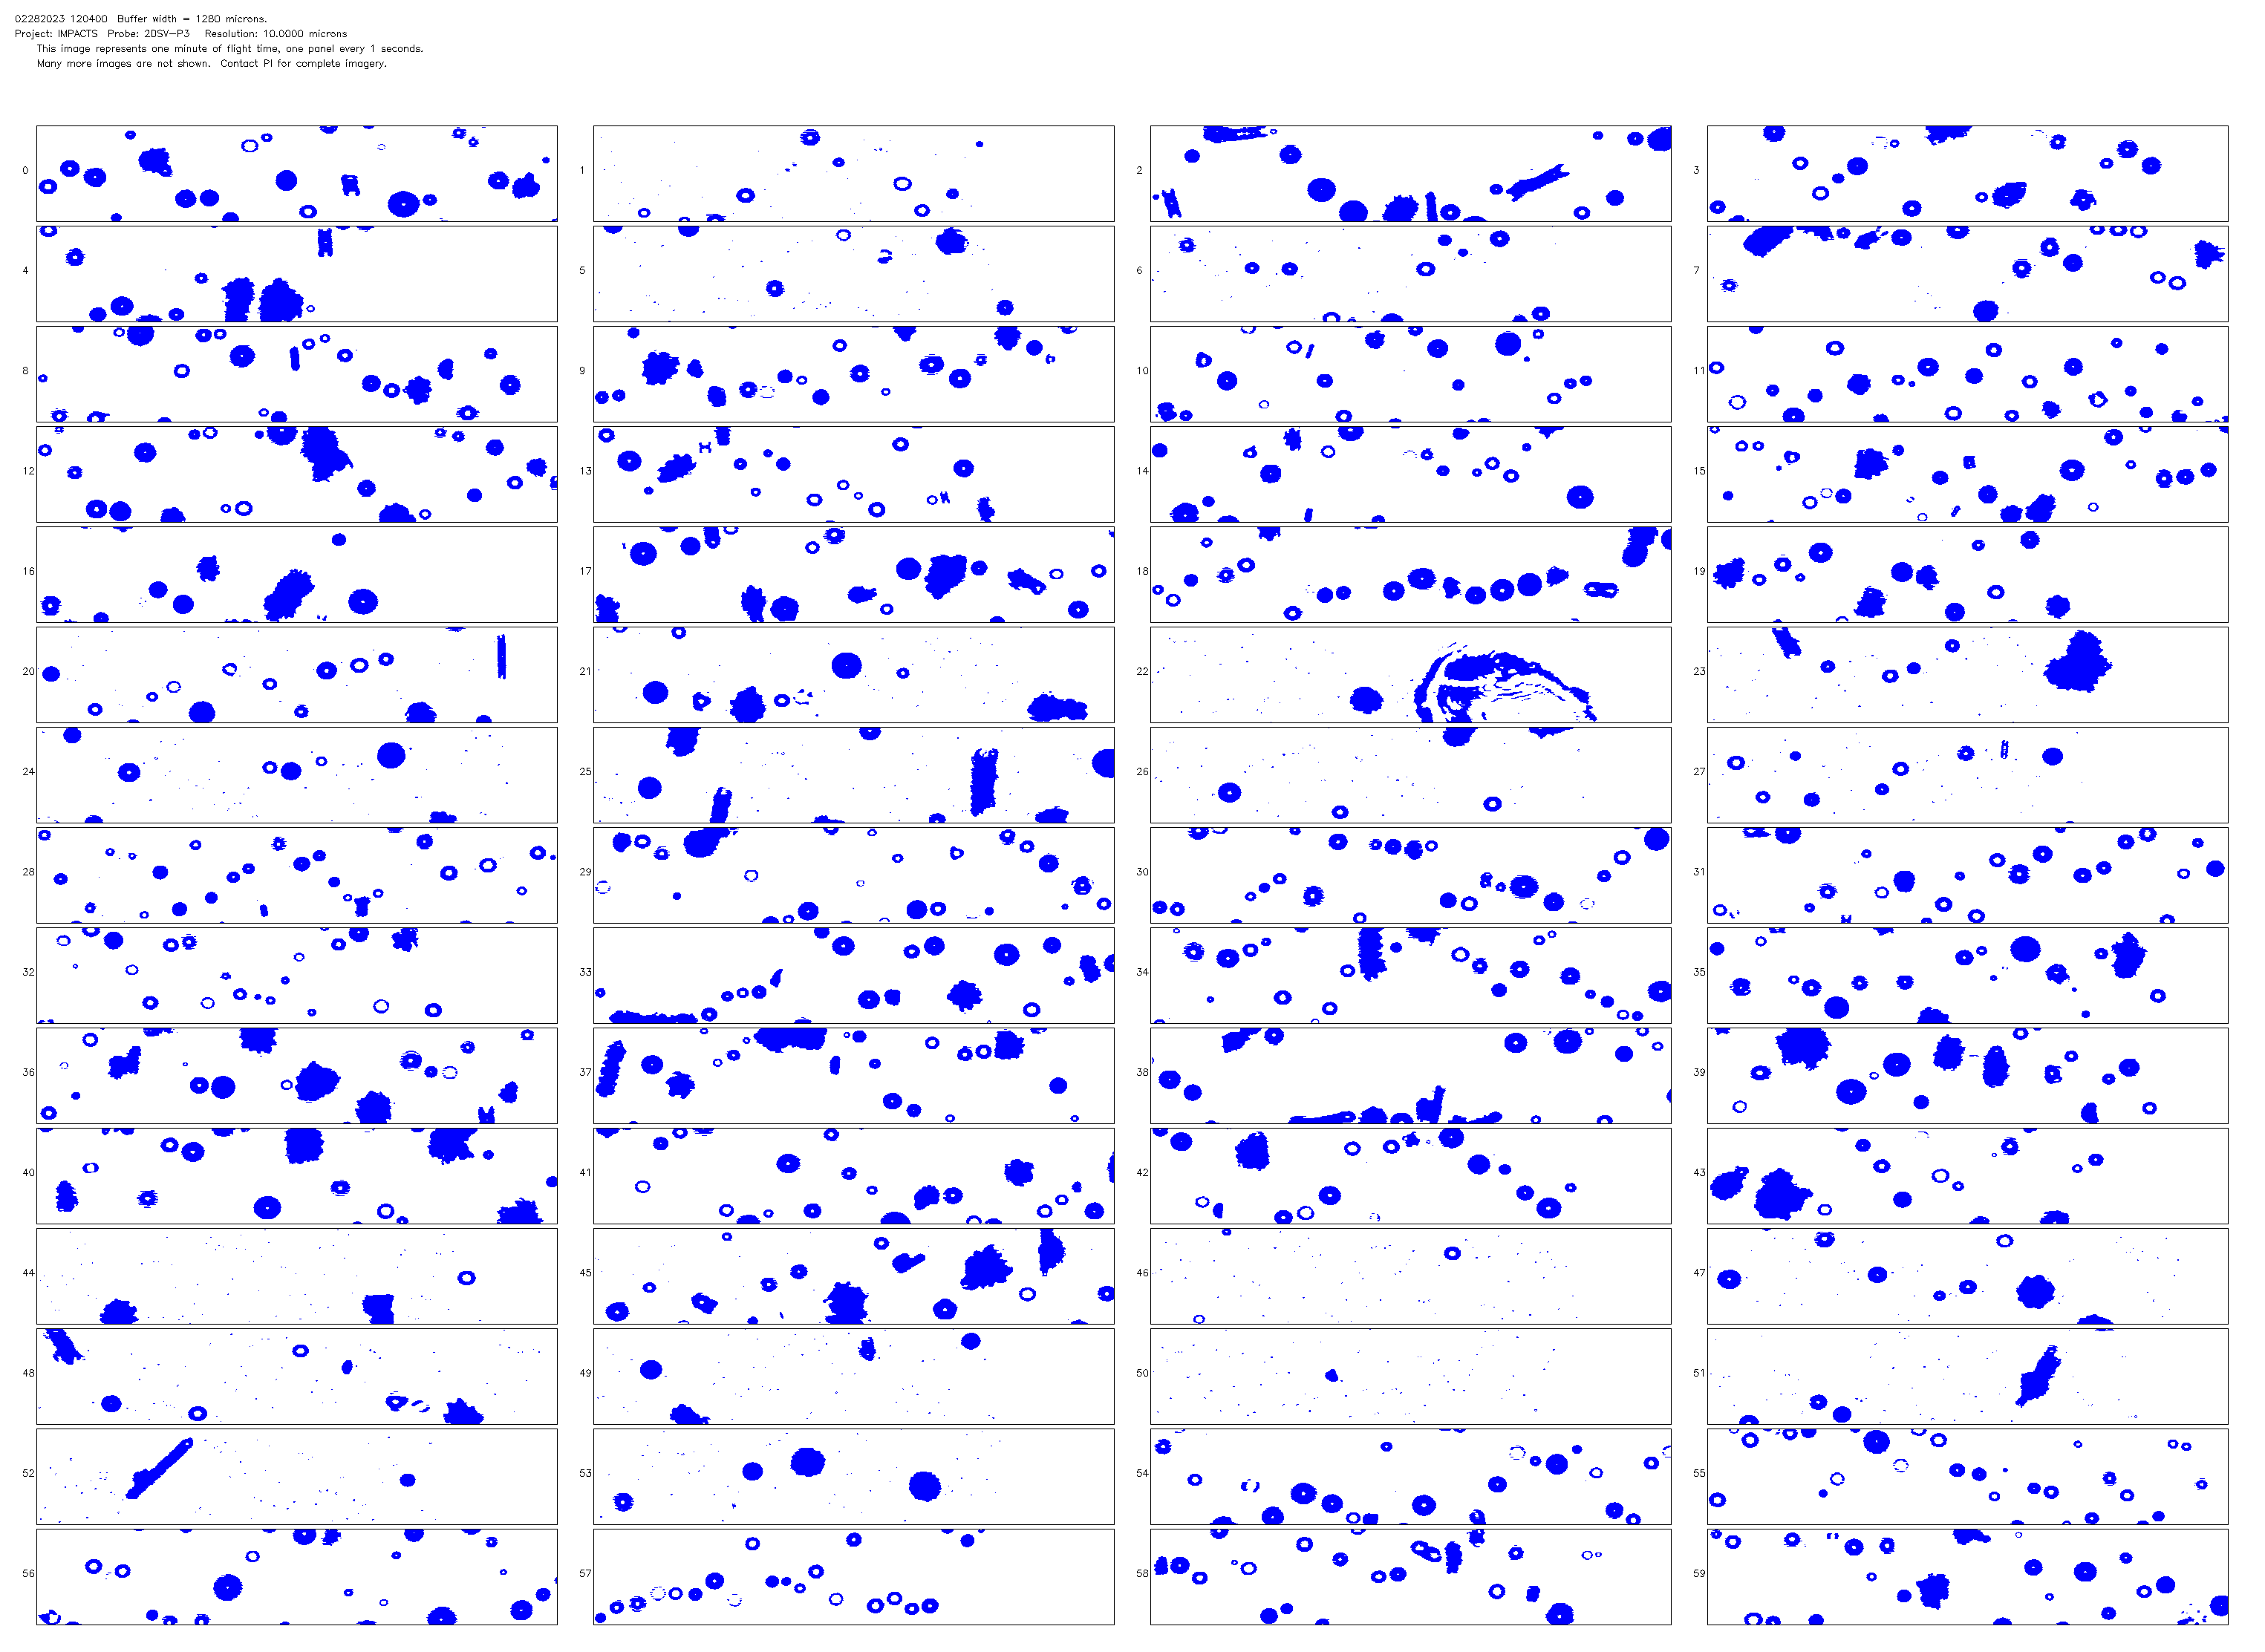 02282023 120400  Buffer width = 1280 microns.
Project: IMPACTS  Probe: 2DSV-P3  Resolution: 10.0000 microns
This image represents one minute of flight time, one panel every 1 seconds.
Many more images are not shown.  Contact PI for complete imagery.
0 1 2 3
4 5 6 7
8 9 10 11
12 13 14 15
16 17 18 19
20 21 22 23
24 25 26 27
28 29 30 31
32 33 34 35
36 37 38 39
40 41 42 43
44 45 46 47
48 49 50 51
52 53 54 55
56 57 58 59